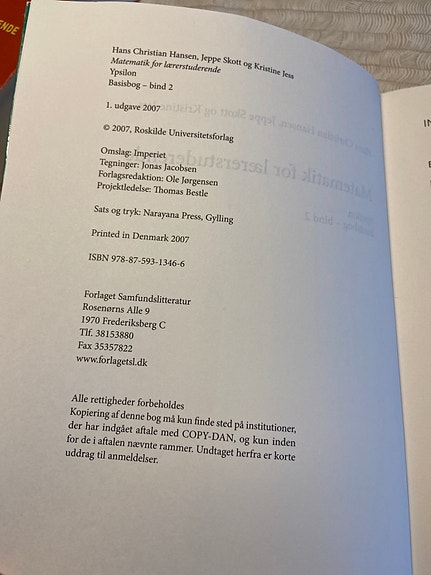 Hans Christian Hansen, Jeppe Skott og Kristine Jess
Matematik for lærerstuderende
Ypsilon
Basisbog – bind 2
1. udgave 2007
© 2007, Roskilde Universitetsforlag
Omslag: Imperiet
Tegninger: Jonas Jacobsen
Forlagsredaktion: Ole Jørgensen
Projektledelse: Thomas Bestle
Sats og tryk: Narayana Press, Gylling
Printed in Denmark 2007
ISBN 978-87-593-1346-6
Forlaget Samfundslitteratur
Rosenørns Alle 9
1970 Frederiksberg C
Tlf. 38153880
Fax 35357822
www.forlagetsl.dk
Alle rettigheder forbeholdes
Kopiering af denne bog må kun finde sted på institutioner,
der har indgået aftale med COPY-DAN, og kun inden
for de i aftalen nævnte rammer. Undtaget herfra er korte
uddrag til anmeldelser.